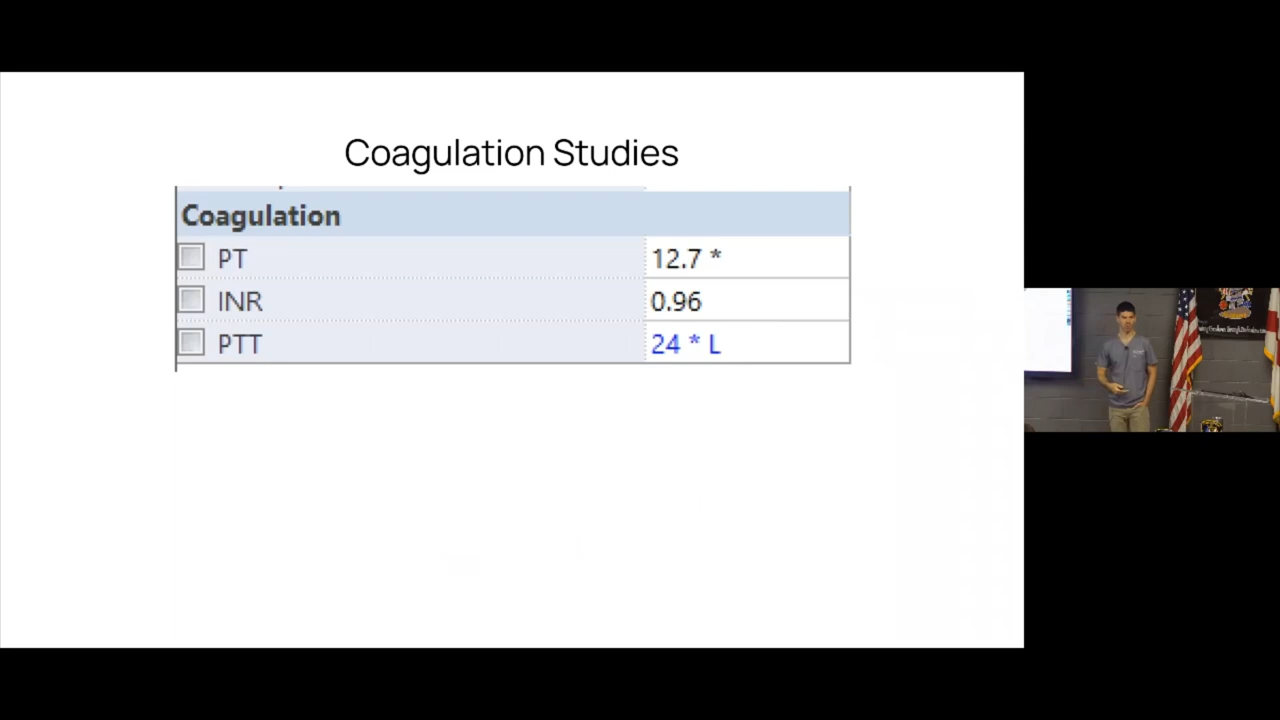 Coagulation Studies
Coagulation
PT 12.7 *
INR 0.96
PTT 24 * L